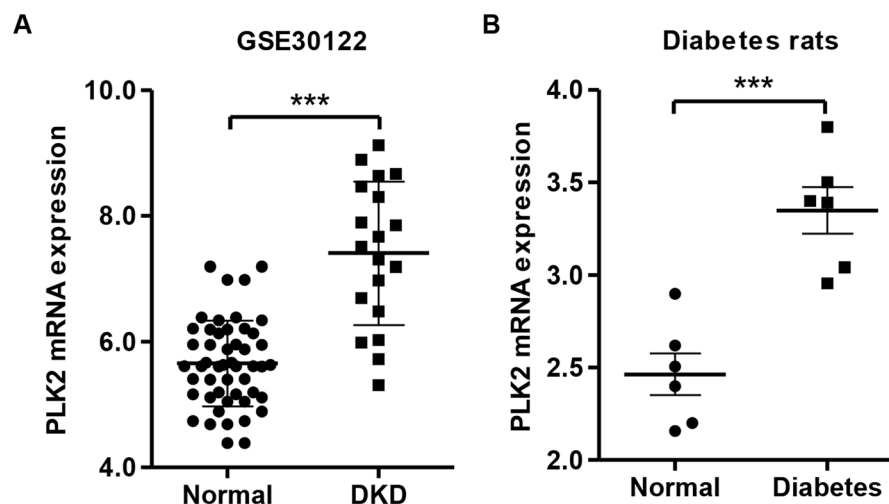 A
GSE30122
***
PLK2 mRNA expression
10.0
8.0
6.0
4.0
Normal
DKD
B
Diabetes rats
***
PLK2 mRNA expression
4.0
3.5
3.0
2.5
2.0
Normal
Diabetes